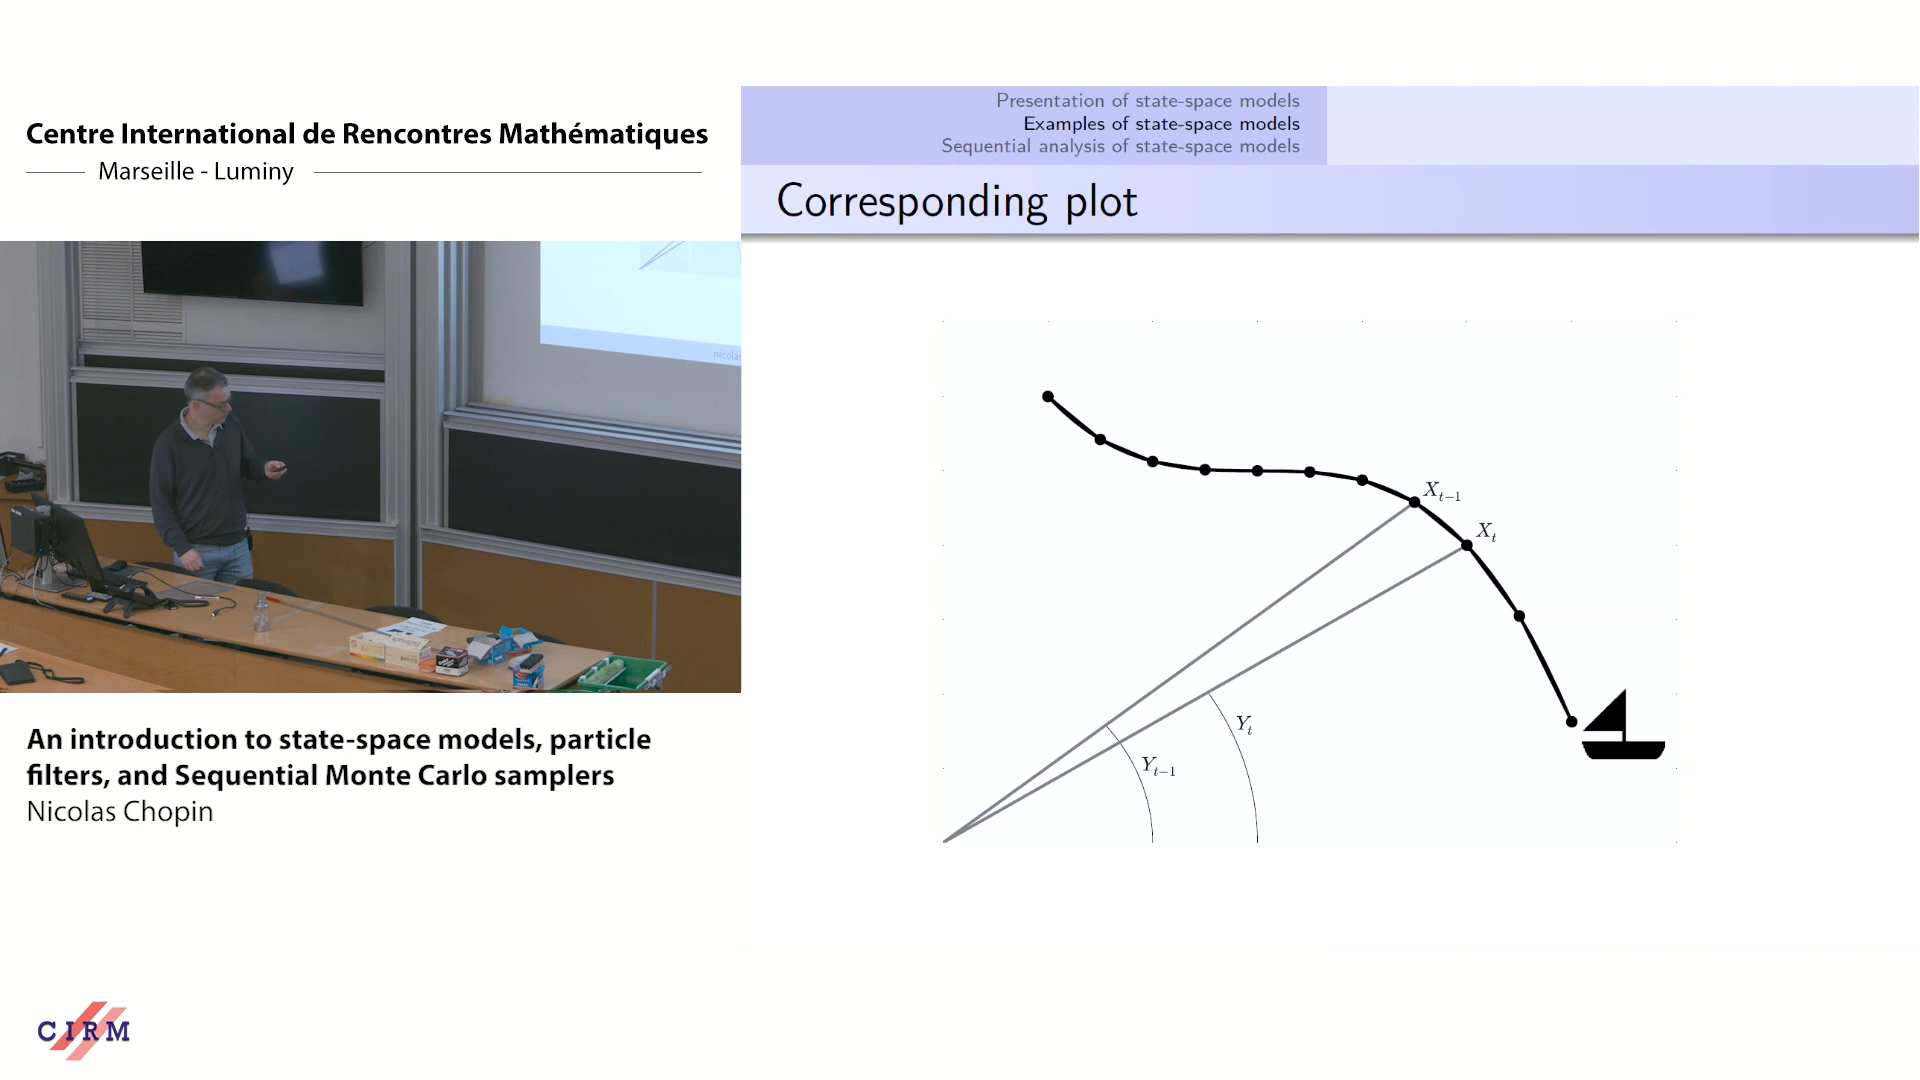 Centre International de Rencontres Mathématiques
Marseille - Luminy
Presentation of state-space models
Examples of state-space models
Sequential analysis of state-space models
Corresponding plot
X_{t-1}
X_t
Y_t
Y_{t-1}
nicolas
An introduction to state-space models, particle
filters, and Sequential Monte Carlo samplers
Nicolas Chopin
CIRM